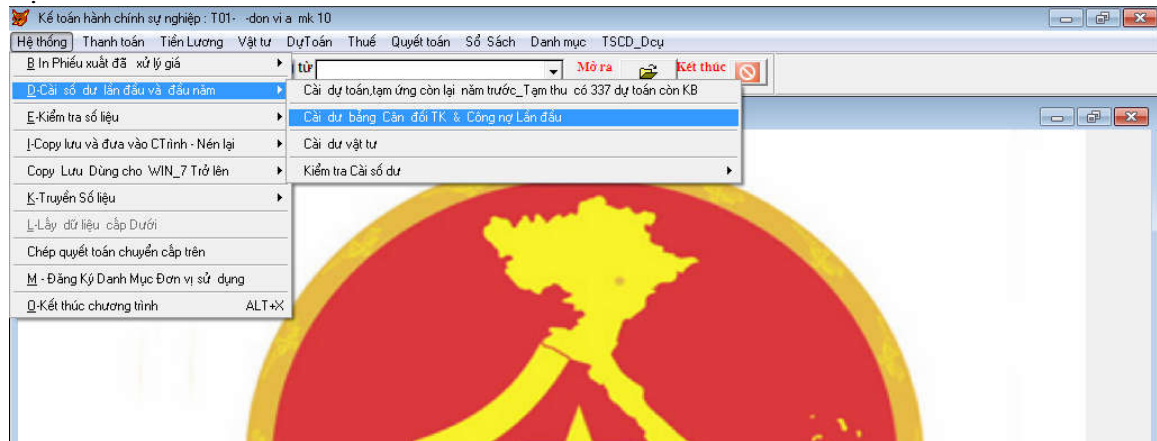 Kế toán hành chính sự nghiệp : T01- -don vi a mk 10
Hệ thống Thanh toán Tiền Lương Vật tư DựToán Thuế Quyết toán Sổ Sách Danh mục TSCD_Dcụ
B In Phiếu xuất đã xử lý giá
từ Mở ra Kết thúc
D-Cài số dư lần đầu và đầu năm
Cài dự toán,tạm ứng còn lại năm trước_Tạm thu có 337 dự toán còn KB
E-Kiểm tra số liệu
Cài dư bảng Cân đối TK & Công nợ Lần đầu
I-Copy lưu và đưa vào CTrình - Nén lại
Cài dư vật tư
Copy Lưu Dùng cho WIN_7 Trở lên
Kiểm tra Cài số dư
K-Truyền Số liệu
L-Lấy dữ liệu cấp Dưới
Chép quyết toán chuyển cấp trên
M - Đăng Ký Danh Mục Đơn vị sử dụng
O-Kết thúc chương trình ALT+X